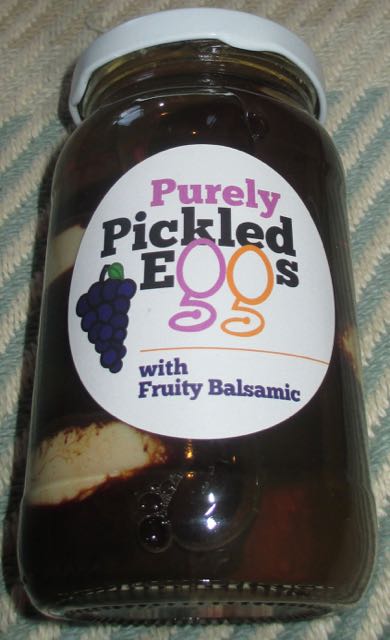 Purely
Pickled
Eggs
with
Fruity Balsamic